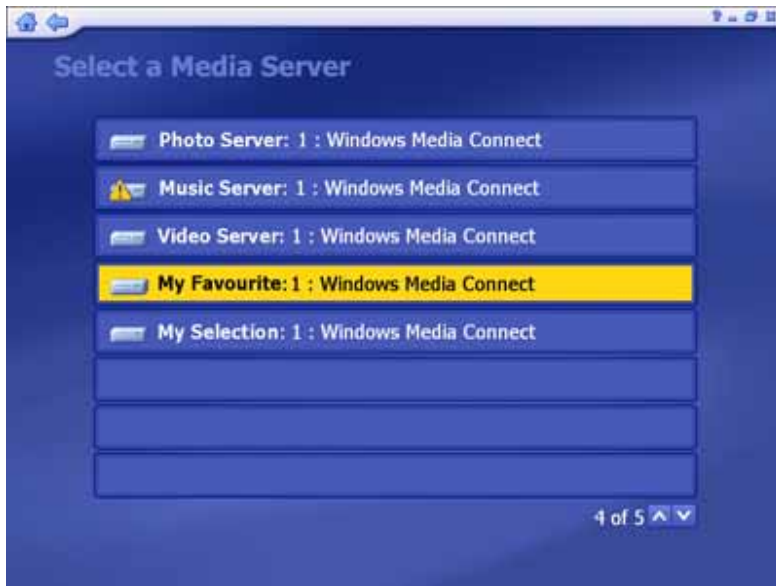 ?
Select a Media Server
Photo Server: 1 : Windows Media Connect
Music Server: 1 : Windows Media Connect
Video Server: 1 : Windows Media Connect
My Favourite: 1 : Windows Media Connect
My Selection: 1 : Windows Media Connect
4 of 5